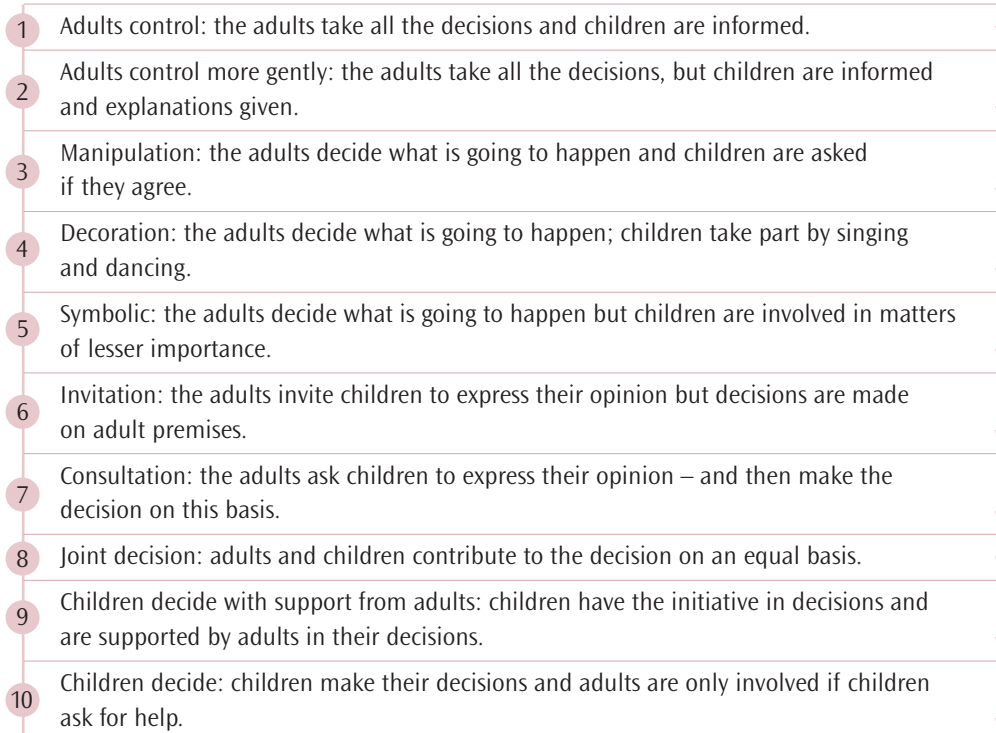 1 Adults control: the adults take all the decisions and children are informed.
2 Adults control more gently: the adults take all the decisions, but children are informed
and explanations given.
3 Manipulation: the adults decide what is going to happen and children are asked
if they agree.
4 Decoration: the adults decide what is going to happen; children take part by singing
and dancing.
5 Symbolic: the adults decide what is going to happen but children are involved in matters
of lesser importance.
6 Invitation: the adults invite children to express their opinion but decisions are made
on adult premises.
7 Consultation: the adults ask children to express their opinion – and then make the
decision on this basis.
8 Joint decision: adults and children contribute to the decision on an equal basis.
9 Children decide with support from adults: children have the initiative in decisions and
are supported by adults in their decisions.
10 Children decide: children make their decisions and adults are only involved if children
ask for help.